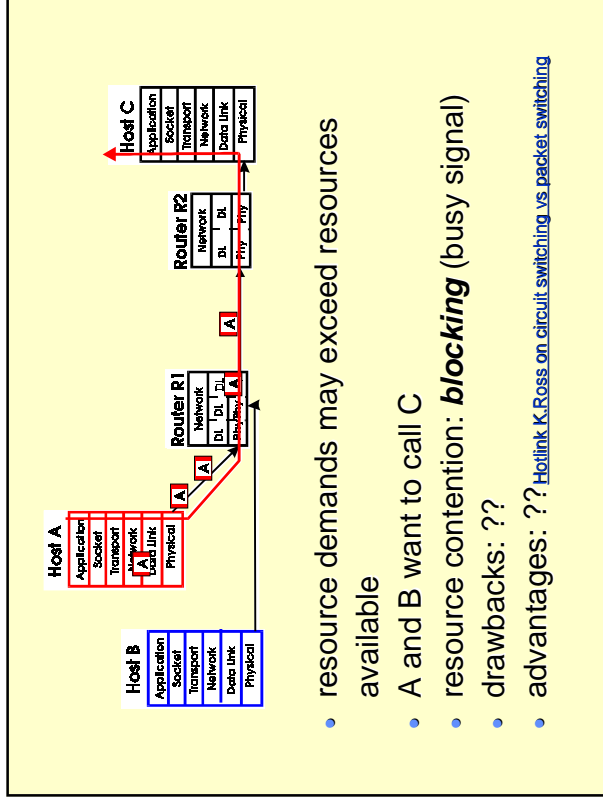 Host A
Application
Socket
Transport
Network
Data Link
Physical
A
A
A
Host B
Application
Socket
Transport
Network
Data Link
Physical
Router R1
Network
DL DL DL
Phy Phy
A
A
Router R2
Network
DL DL
Phy Phy
Host C
Application
Socket
Transport
Network
Data Link
Physical
• resource demands may exceed resources
available
• A and B want to call C
• resource contention: blocking (busy signal)
• drawbacks: ??
• advantages: ?? Hotlink K.Ross on circuit switching vs packet switching